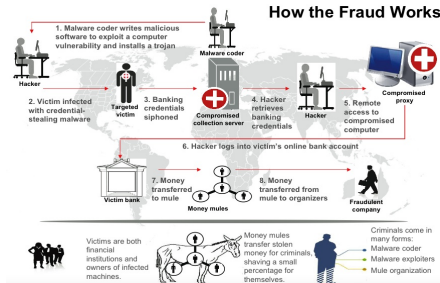 How the Fraud Works
1. Malware coder writes malicious
software to exploit a computer
vulnerability and installs a trojan
Malware coder
Hacker
2. Victim infected
with credential-
stealing malware
Targeted
victim
3. Banking
credentials
siphoned
Compromised
collection server
4. Hacker
retrieves
banking
credentials
Hacker
5. Remote
access to
compromised
computer
Compromised
proxy
6. Hacker logs into victim's online bank account
Victim bank
7. Money
transferred
to mule
Money mules
8. Money
transferred from
mule to organizers
Fraudulent
company
Victims are both
financial
institutions and
owners of infected
machines.
Money mules
transfer stolen
money for criminals,
shaving a small
percentage for
themselves.
Criminals come in
many forms:
Malware coder
Malware exploiters
Mule organization